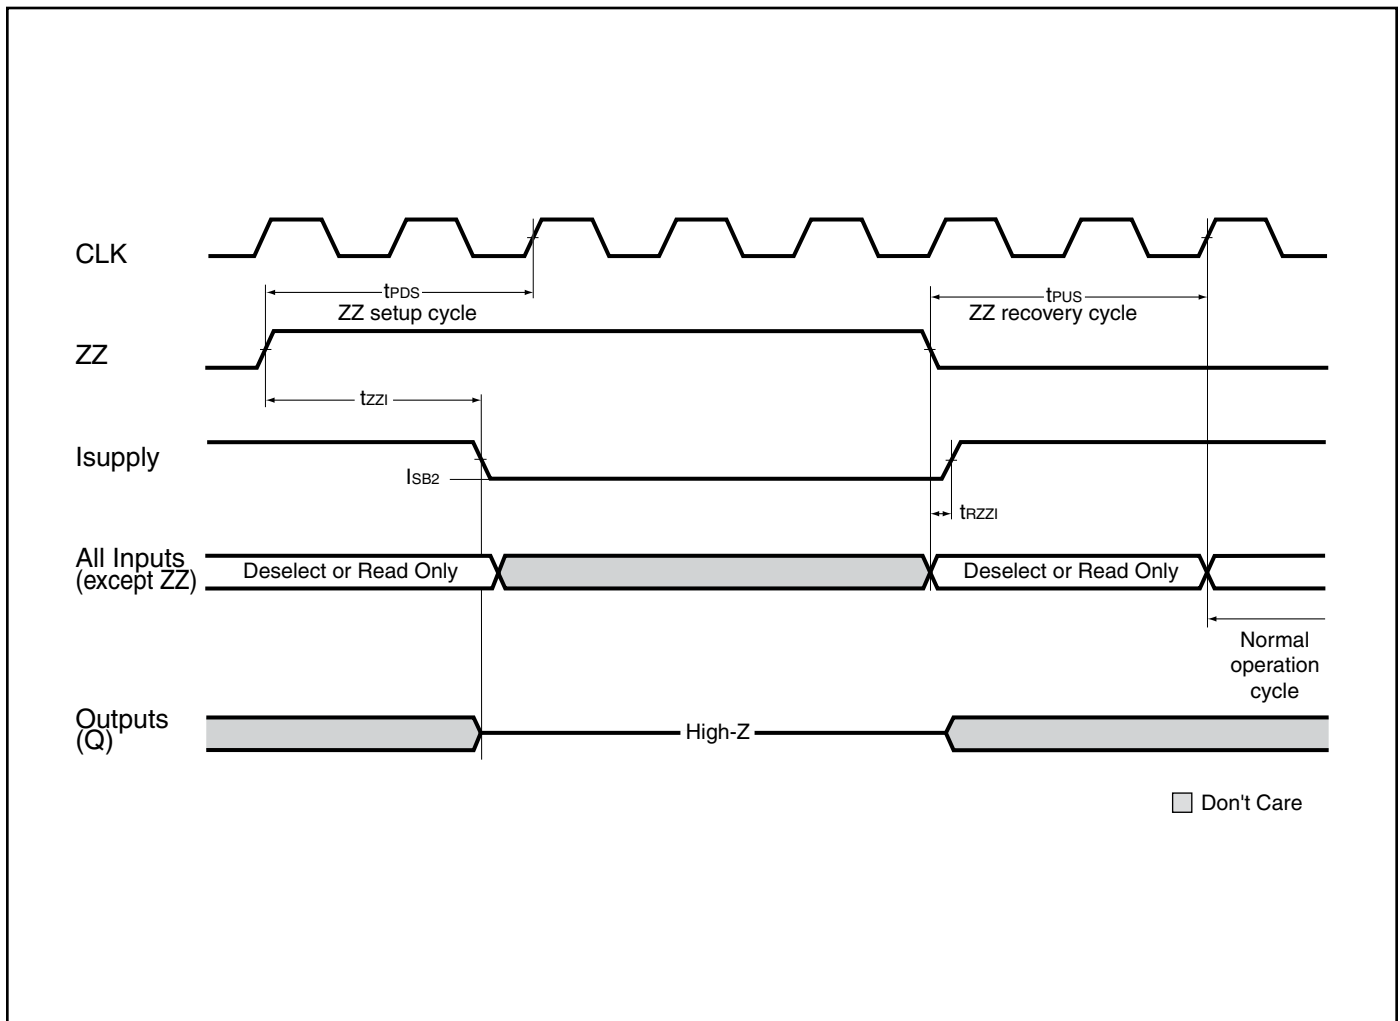 CLK
tPDS
ZZ setup cycle
tPUS
ZZ recovery cycle
ZZ
tZZI
Isupply
ISB2
tRZZI
All Inputs
(except ZZ)
Deselect or Read Only
Deselect or Read Only
Normal
operation
cycle
Outputs
(Q)
High-Z
Don't Care